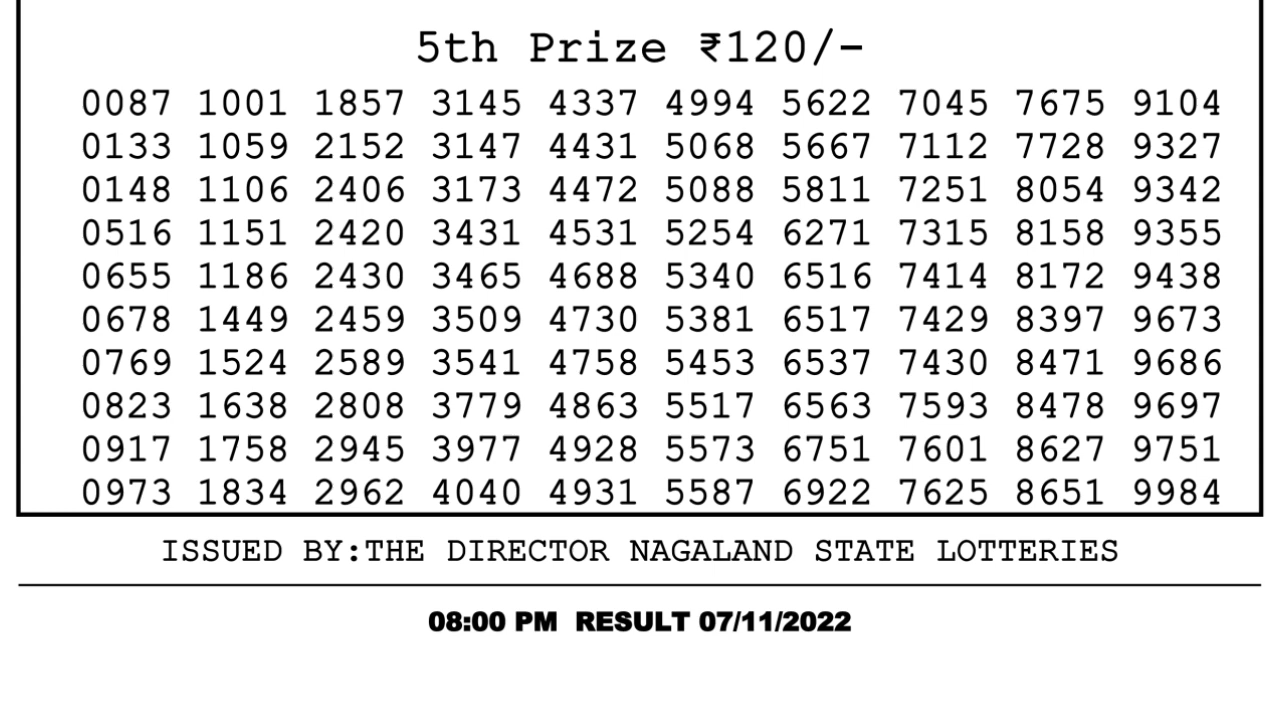 5th Prize ₹120/-
0087 1001 1857 3145 4337 4994 5622 7045 7675 9104
0133 1059 2152 3147 4431 5068 5667 7112 7728 9327
0148 1106 2406 3173 4472 5088 5811 7251 8054 9342
0516 1151 2420 3431 4531 5254 6271 7315 8158 9355
0655 1186 2430 3465 4688 5340 6516 7414 8172 9438
0678 1449 2459 3509 4730 5381 6517 7429 8397 9673
0769 1524 2589 3541 4758 5453 6537 7430 8471 9686
0823 1638 2808 3779 4863 5517 6563 7593 8478 9697
0917 1758 2945 3977 4928 5573 6751 7601 8627 9751
0973 1834 2962 4040 4931 5587 6922 7625 8651 9984
ISSUED BY:THE DIRECTOR NAGALAND STATE LOTTERIES
08:00 PM RESULT 07/11/2022